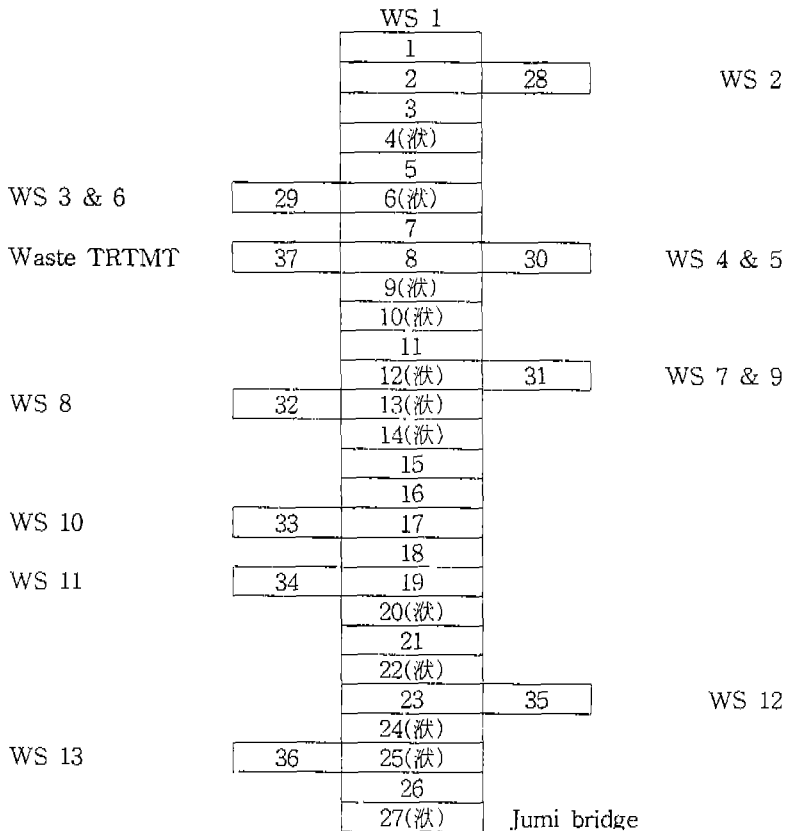 WS 1
1
2 28 WS 2
3
4(洑)
5
WS 3 & 6 29 6(洑)
7
Waste TRTMT 37 8 30 WS 4 & 5
9(洑)
10(洑)
11
12(洑) 31 WS 7 & 9
WS 8 32 13(洑)
14(洑)
15
16
WS 10 33 17
18
WS 11 34 19
20(洑)
21
22(洑)
23 35 WS 12
24(洑)
WS 13 36 25(洑)
26
27(洑) Jumi bridge